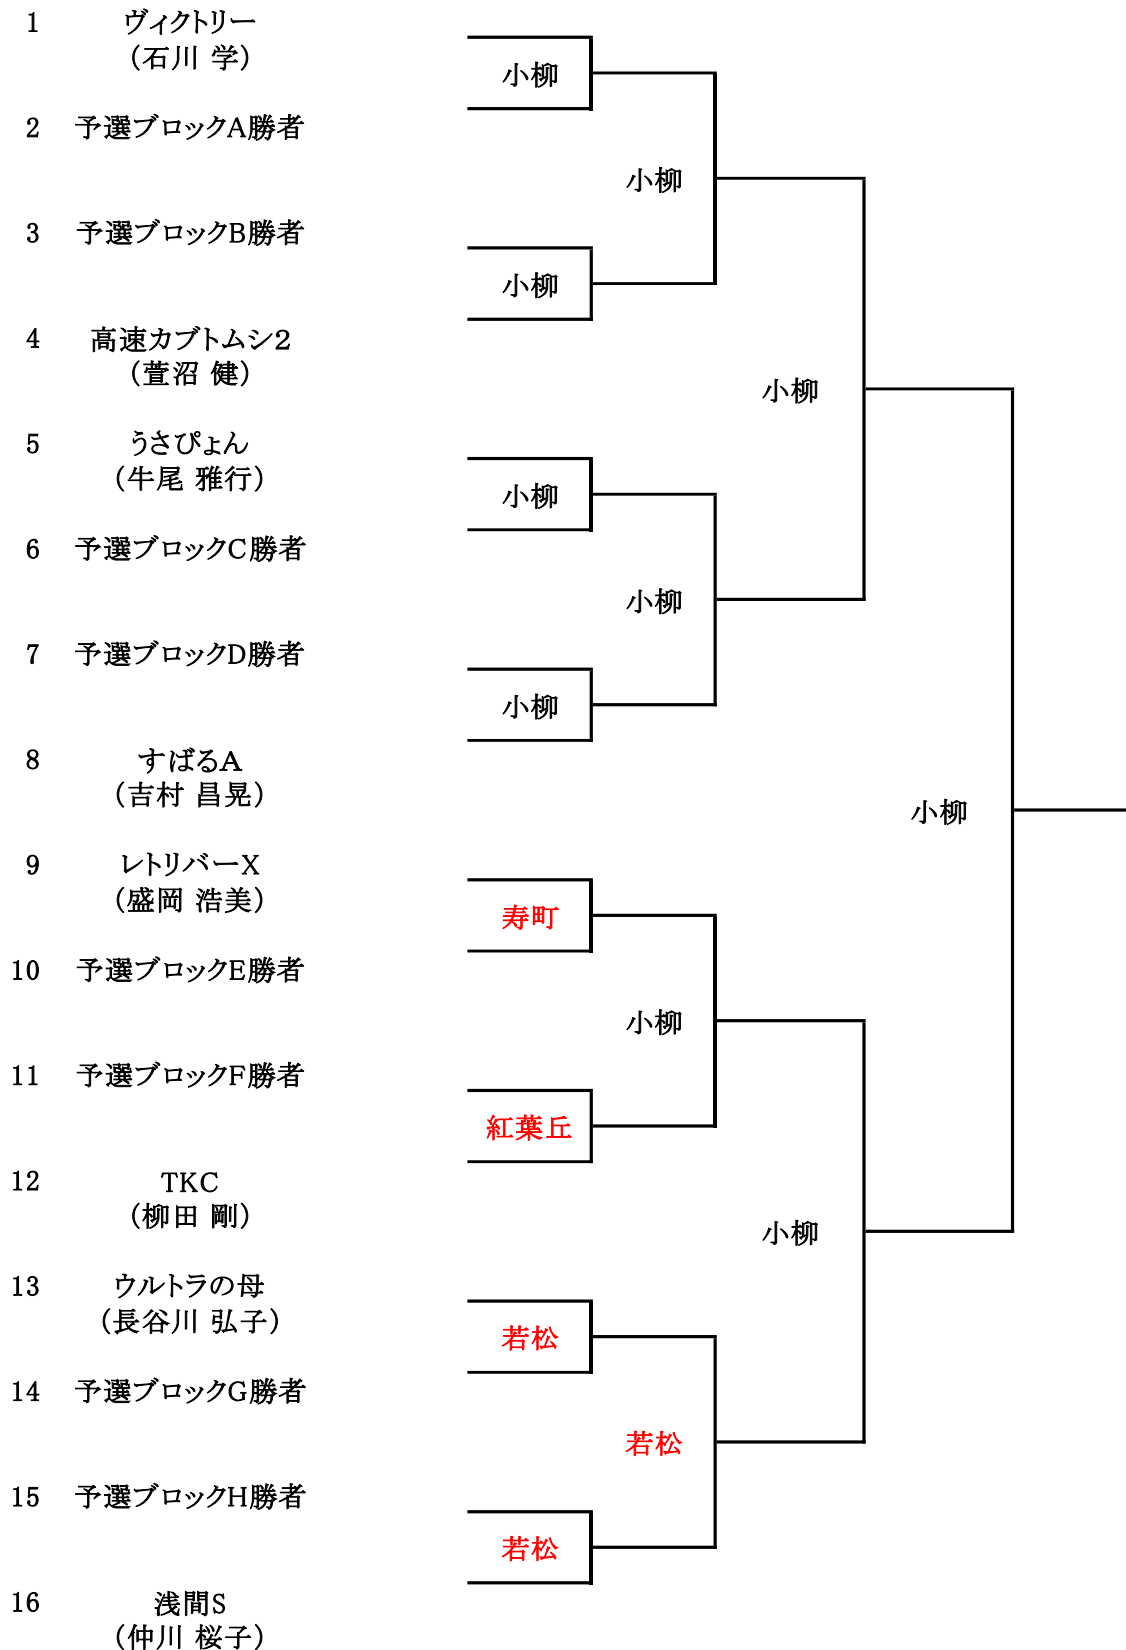 1 ヴィクトリー
（石川 学）
小柳
2 予選ブロックA勝者
小柳
3 予選ブロックB勝者
小柳
4 高速カブトムシ2
（萱沼 健）
小柳
5 うさぴょん
（牛尾 雅行）
小柳
6 予選ブロックC勝者
小柳
7 予選ブロックD勝者
小柳
8 すばるA
（吉村 昌晃）
小柳
9 レトリバーX
（盛岡 浩美）
寿町
10 予選ブロックE勝者
小柳
11 予選ブロックF勝者
紅葉丘
12 TKC
（柳田 剛）
小柳
13 ウルトラの母
（長谷川 弘子）
若松
14 予選ブロックG勝者
若松
15 予選ブロックH勝者
若松
16 浅間S
（仲川 桜子）